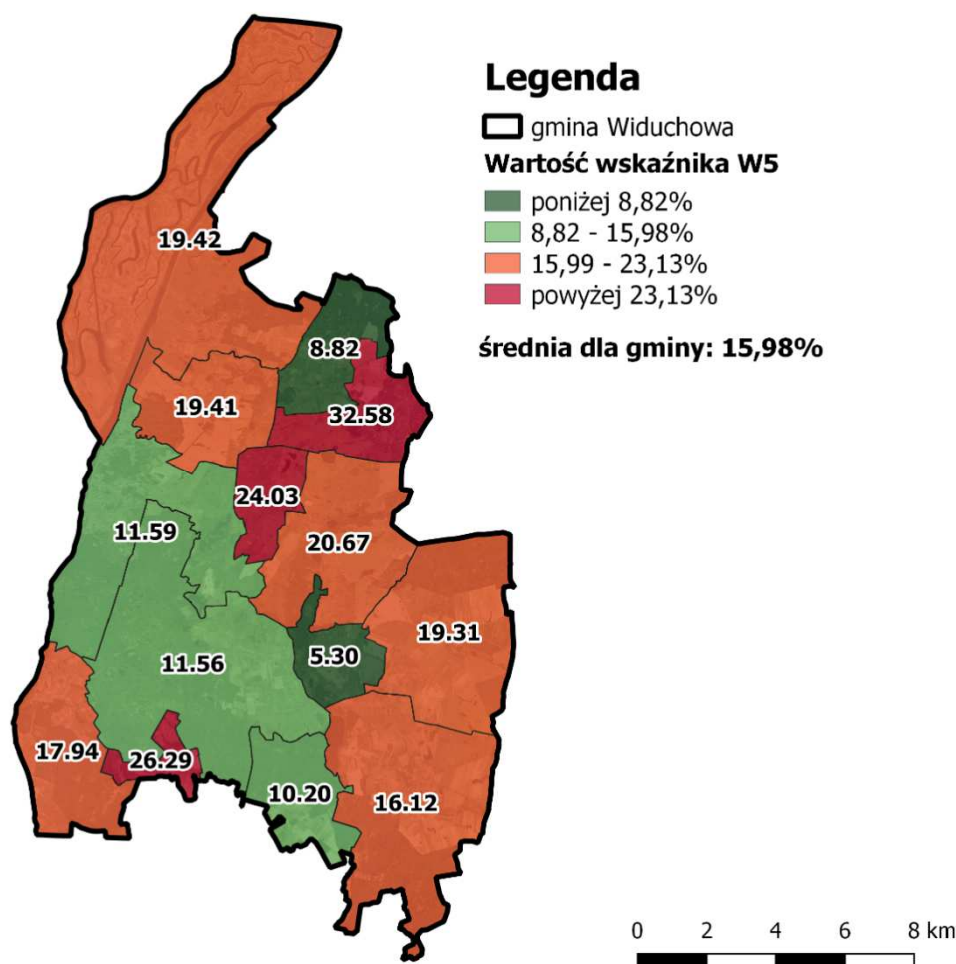 Legenda
gmina Widuchowa
Wartość wskaźnika W5
poniżej 8,82%
8,82 - 15,98%
15,99 - 23,13%
powyżej 23,13%
średnia dla gminy: 15,98%
19.42
8.82
19.41
32.58
24.03
11.59
20.67
19.31
5.30
11.56
17.94
26.29
10.20
16.12
0 2 4 6 8 km